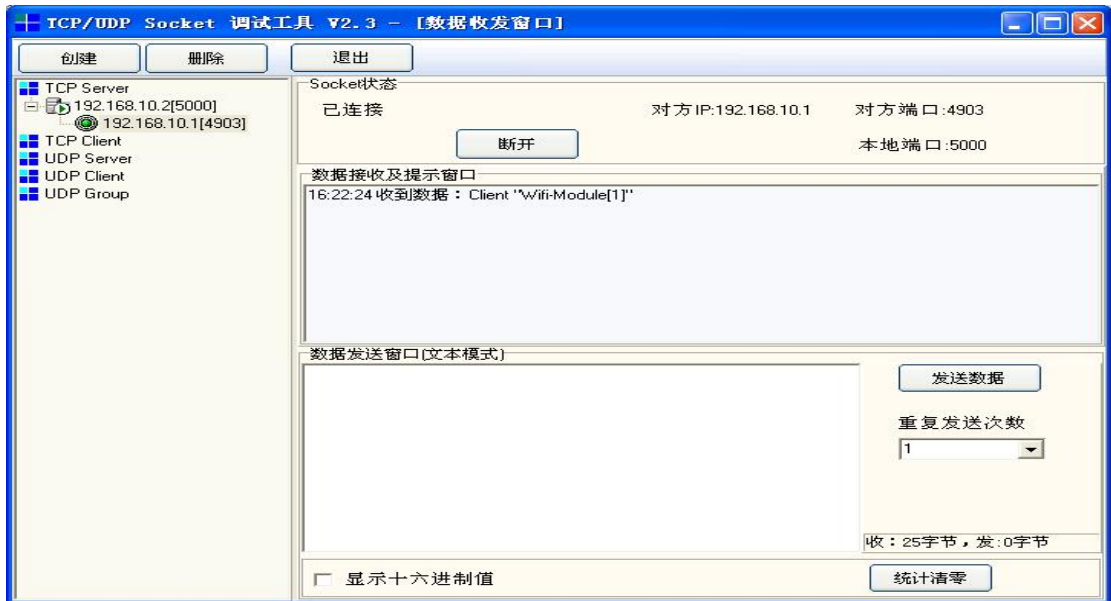 TCP/UDP Socket 调试工具 V2.3 - [数据收发窗口]
创建 删除 退出
TCP Server
192.168.10.2[5000]
192.168.10.1[4903]
TCP Client
UDP Server
UDP Client
UDP Group
Socket状态
已连接 对方IP:192.168.10.1 对方端口:4903
断开 本地端口:5000
数据接收及提示窗口
16:22:24 收到数据：Client "Wifi-Module[1]"
数据发送窗口(文本模式)
发送数据
重复发送次数
1
收：25字节，发:0字节
显示十六进制值 统计清零